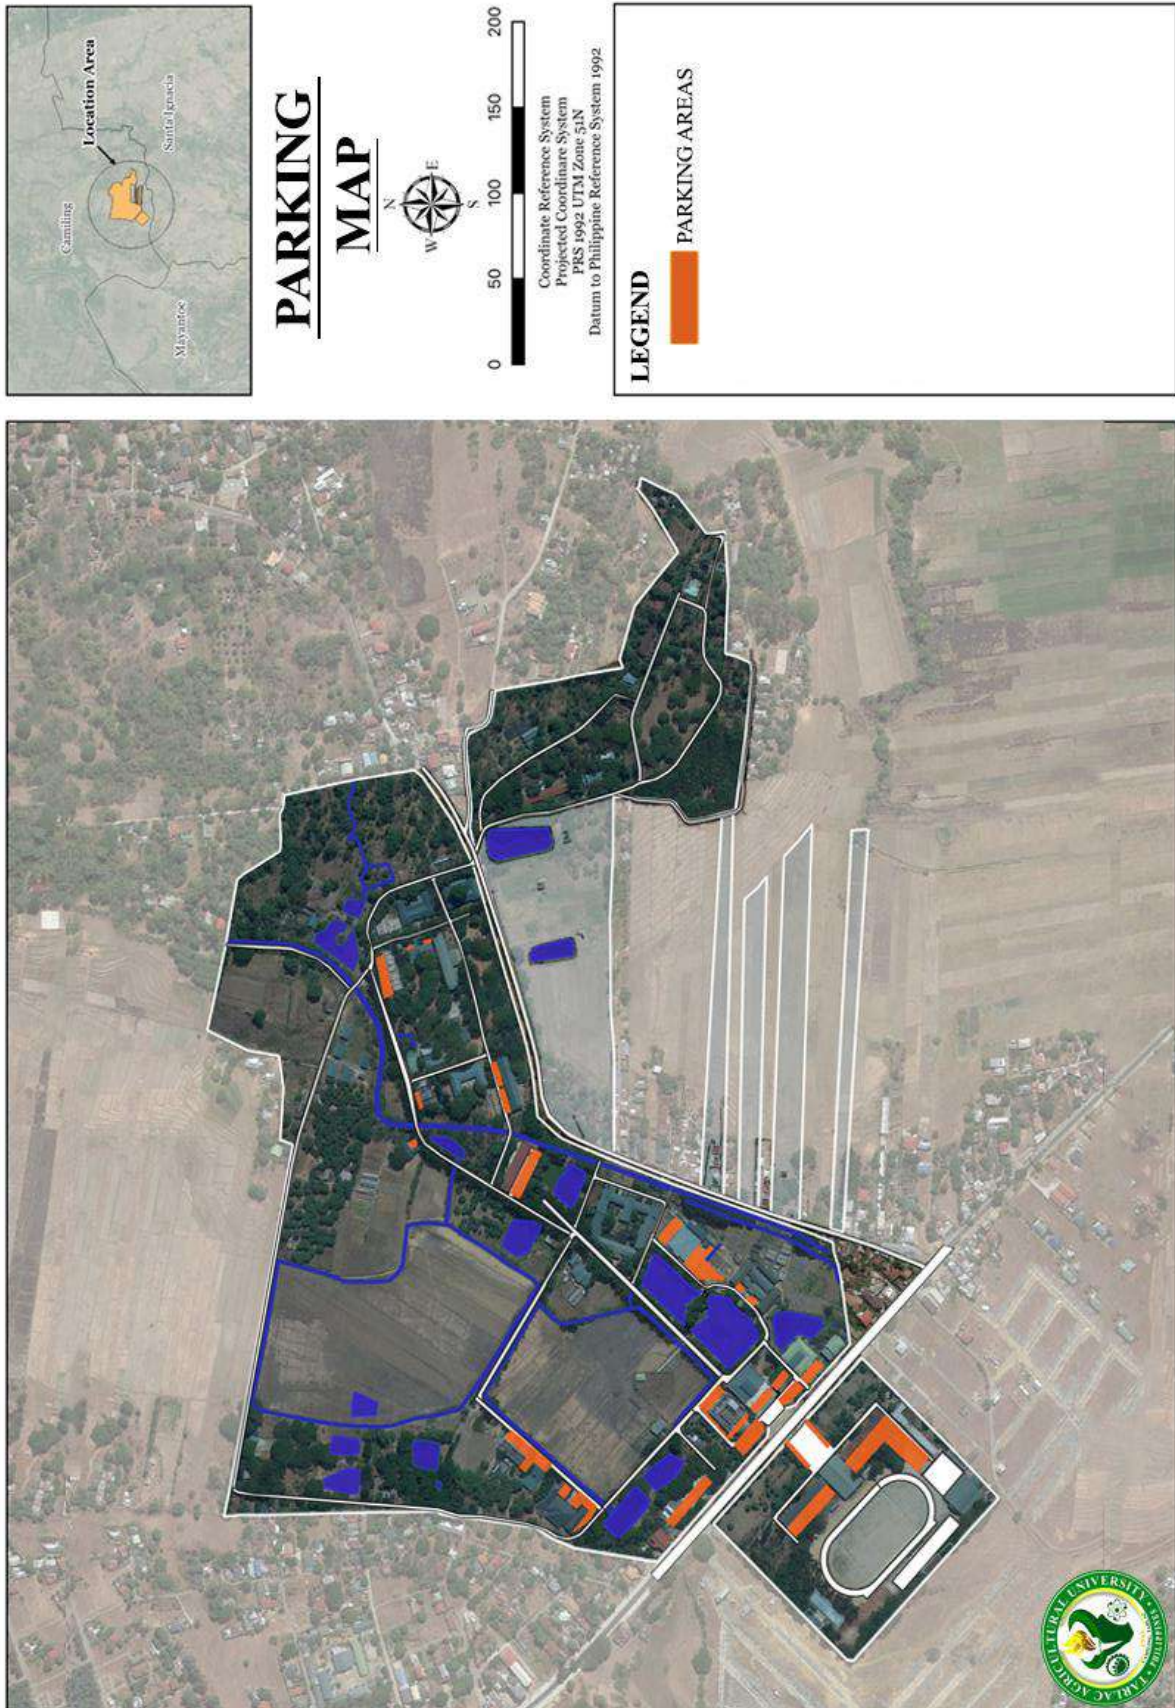 Location Area
Camiling
Santa Ignacia
Mayantoc
PARKING
MAP
N
W
E
S
0
50
100
150
200
Coordinate Reference System
Projected Coordinare System
PRS 1992 UTM Zone 51N
Datum to Philippine Reference System 1992
LEGEND
PARKING AREAS
TARLAC AGRICULTURAL UNIVERSITY